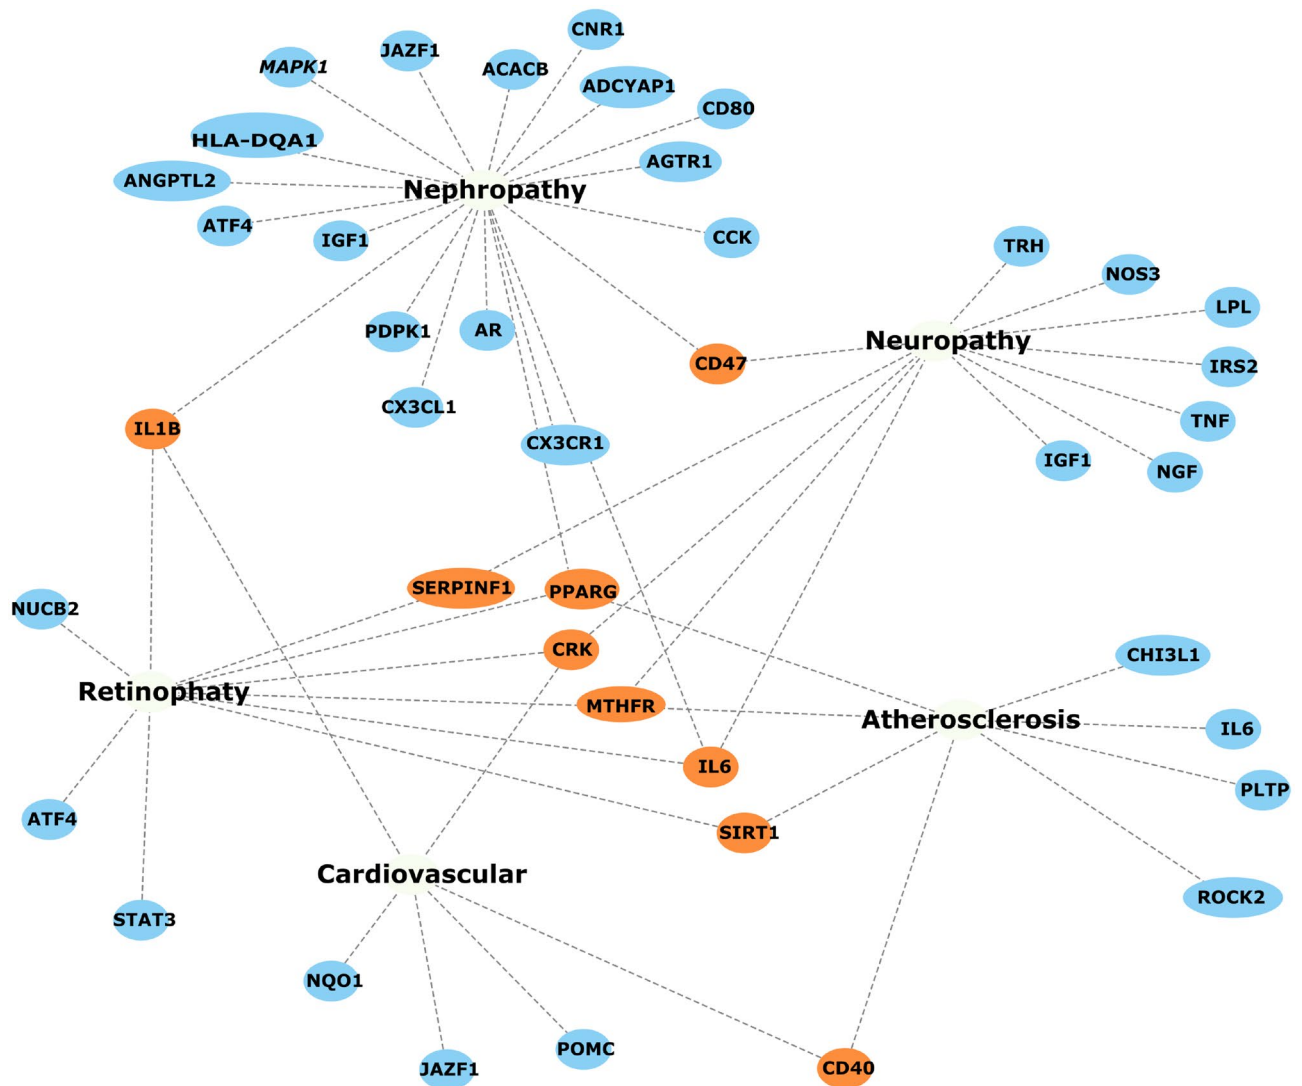 CNR1
JAZF1
MAPK1
ACACB
ADCYAP1
CD80
HLA-DQA1
AGTR1
ANGPTL2
Nephropathy
ATF4
IGF1
CCK
TRH
NOS3
LPL
PDPK1
AR
Neuropathy
CD47
IRS2
CX3CL1
TNF
IL1B
CX3CR1
IGF1
NGF
SERPINF1
PPARG
NUCB2
CRK
CHI3L1
Retinophaty
MTHFR
Atherosclerosis
IL6
IL6
PLTP
ATF4
SIRT1
Cardiovascular
ROCK2
STAT3
NQO1
POMC
JAZF1
CD40